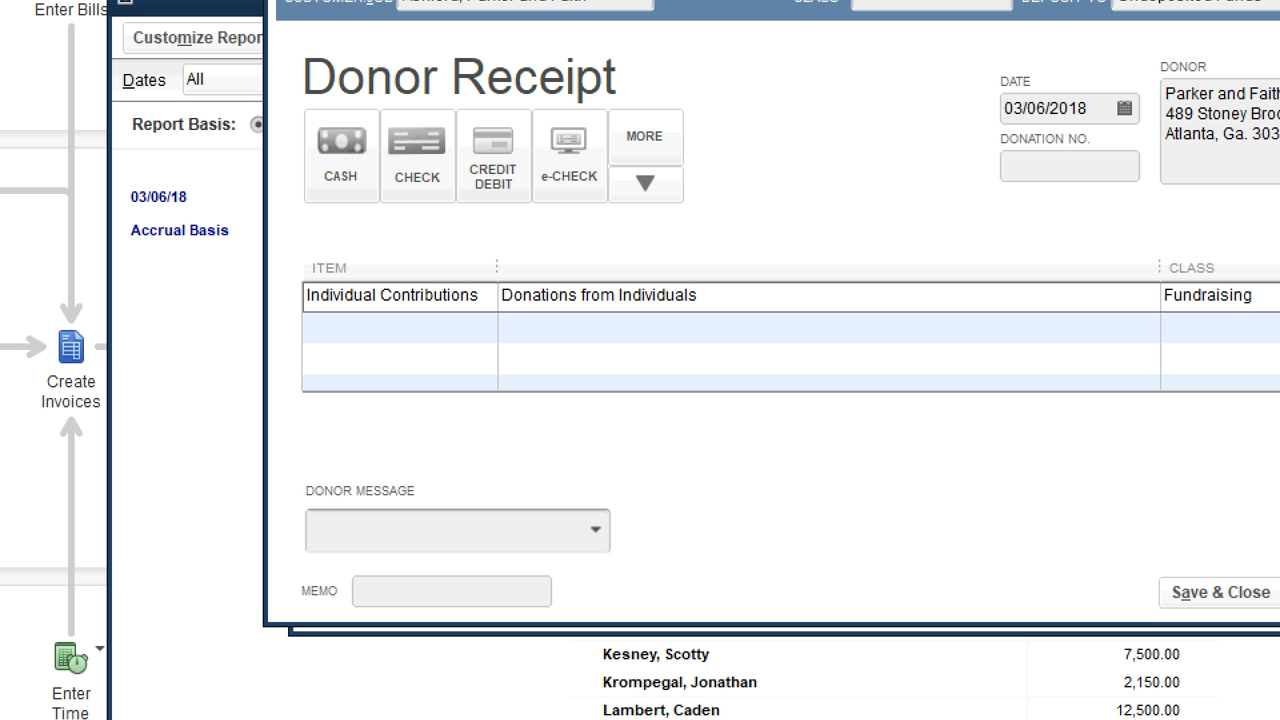 Enter Bills
Customize Repor
Dates All
Report Basis:
03/06/18
Accrual Basis
Create
Invoices
Enter
Time
Donor Receipt
CASH
CHECK
CREDIT
DEBIT
e-CHECK
MORE
DATE
03/06/2018
DONATION NO.
DONOR
Parker and Faith
489 Stoney Broo
Atlanta, Ga. 303
ITEM CLASS
Individual Contributions Donations from Individuals Fundraising
DONOR MESSAGE
MEMO
Save & Close
Kesney, Scotty 7,500.00
Krompegal, Jonathan 2,150.00
Lambert, Caden 12,500.00